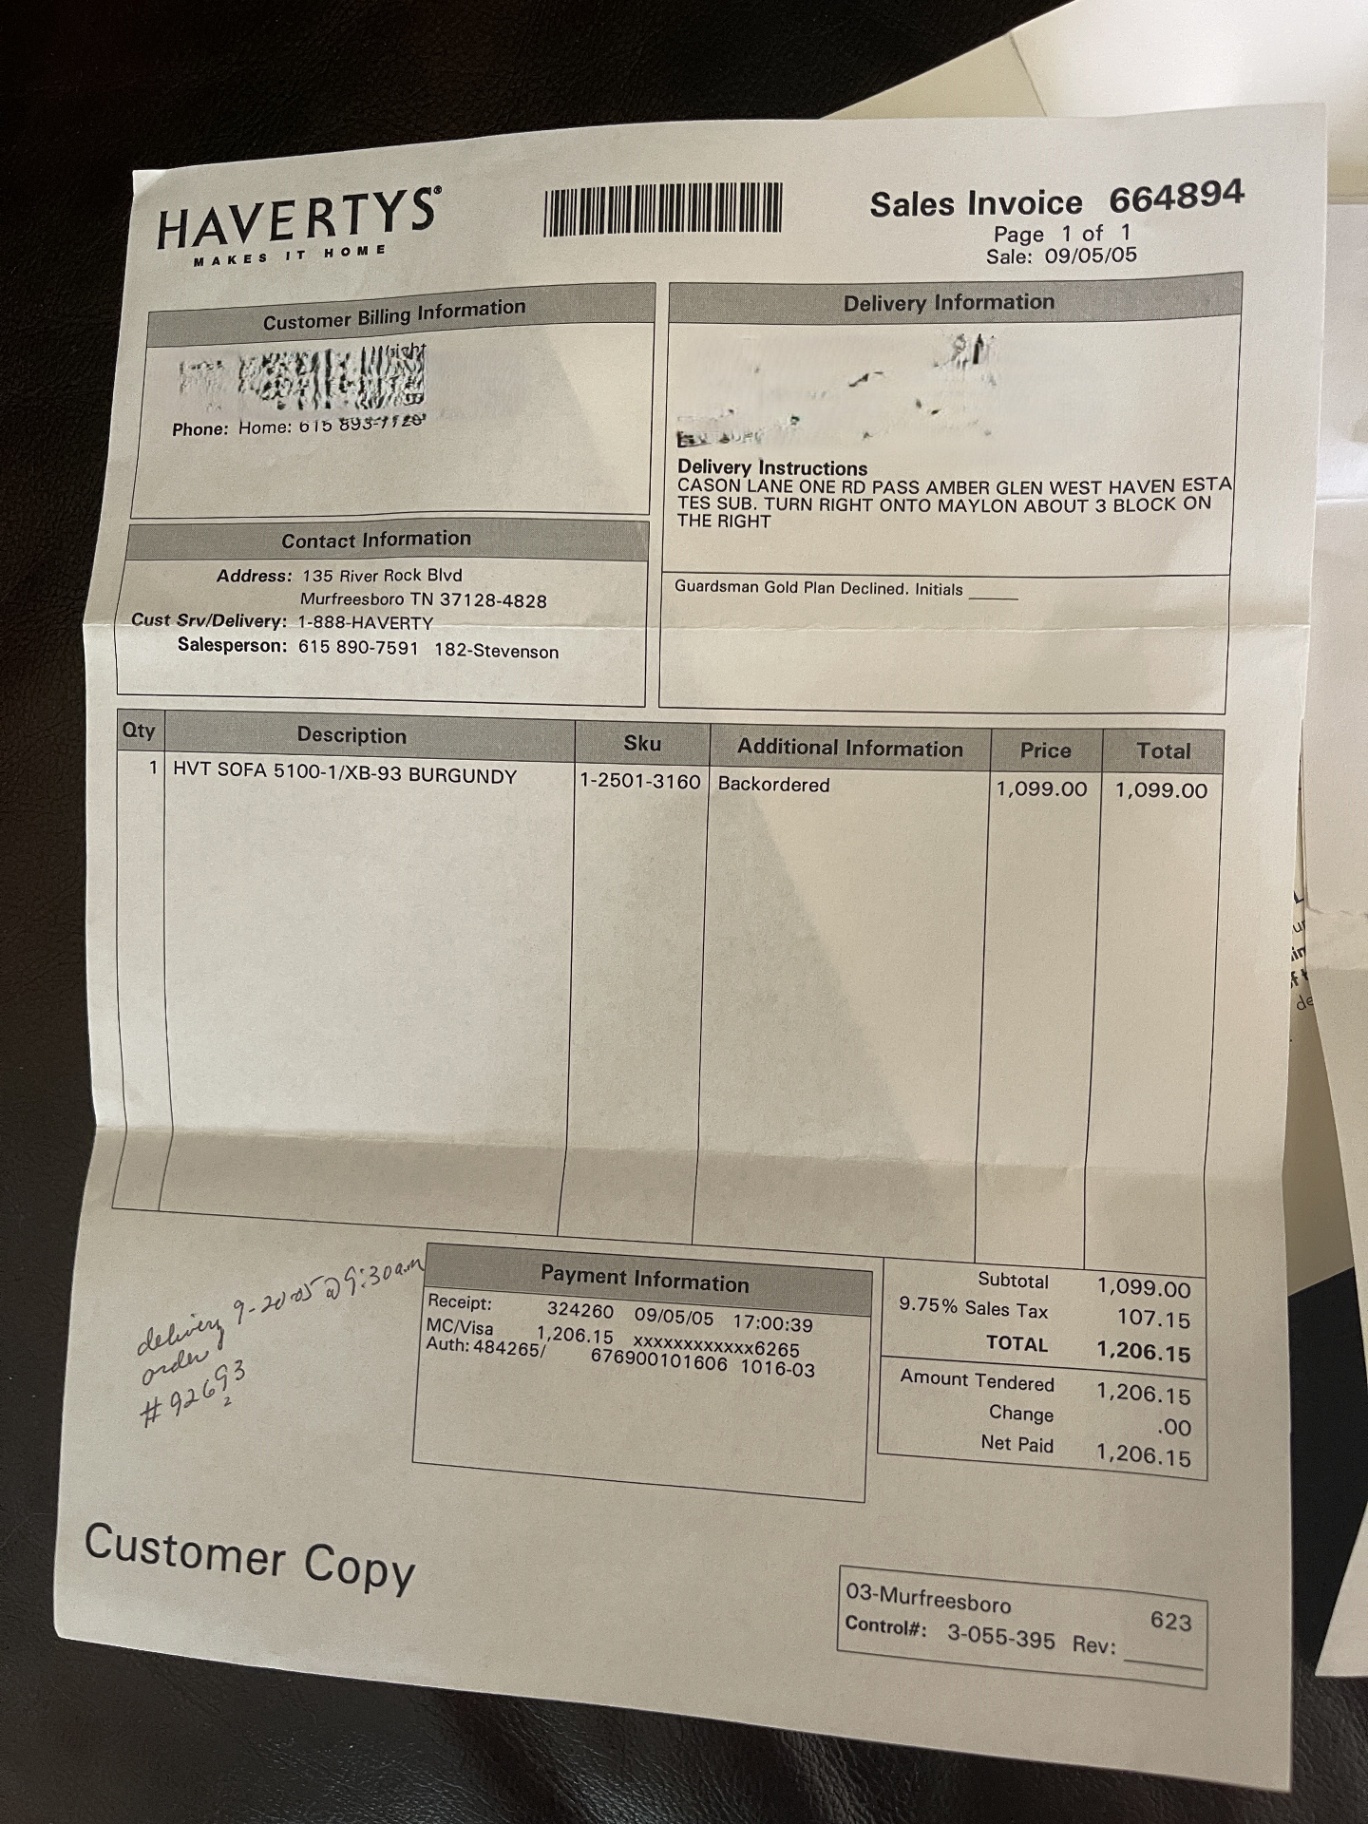 HAVERTYS®
MAKES IT HOME
Sales Invoice 664894
Page 1 of 1
Sale: 09/05/05
Customer Billing Information
Phone: Home: 615 893-
Contact Information
Address: 135 River Rock Blvd
Murfreesboro TN 37128-4828
Cust Srv/Delivery: 1-888-HAVERTY
Salesperson: 615 890-7591 182-Stevenson
Delivery Information
Delivery Instructions
CASON LANE ONE RD PASS AMBER GLEN WEST HAVEN ESTA
TES SUB. TURN RIGHT ONTO MAYLON ABOUT 3 BLOCK ON
THE RIGHT
Guardsman Gold Plan Declined. Initials
Qty Description Sku Additional Information Price Total
1 HVT SOFA 5100-1/XB-93 BURGUNDY 1-2501-3160 Backordered 1,099.00 1,099.00
delivery 9-20-05 @ 9:30am
order
#92693
2
Payment Information
Receipt: 324260 09/05/05 17:00:39
MC/Visa 1,206.15 xxxxxxxxxxxx6265
Auth: 484265/ 676900101606 1016-03
Subtotal 1,099.00
9.75% Sales Tax 107.15
TOTAL 1,206.15
Amount Tendered 1,206.15
Change .00
Net Paid 1,206.15
Customer Copy
03-Murfreesboro 623
Control#: 3-055-395 Rev: